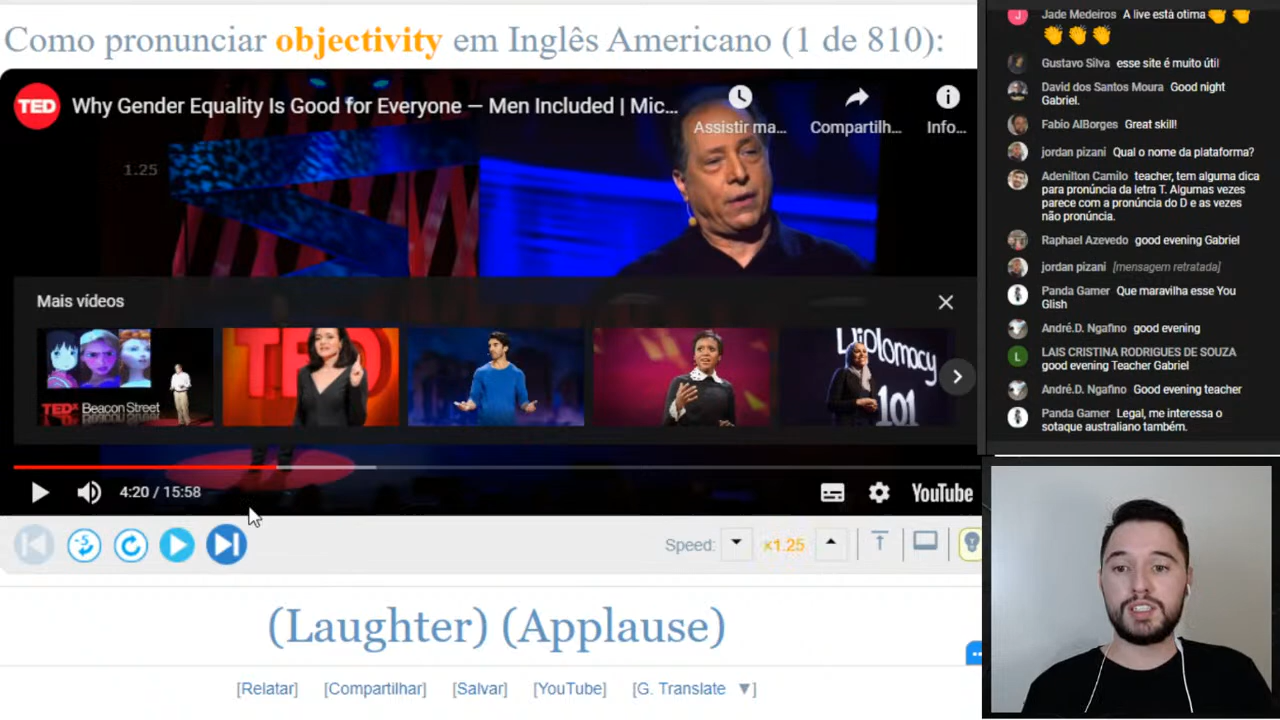 Como pronunciar objectivity em Inglês Americano (1 de 810):
TED
Why Gender Equality Is Good for Everyone — Men Included | Mic...
Assistir ma...
Compartilh...
Info...
1.25
Mais vídeos
TEDx Beacon Street
TED
Diplomacy
101
4:20 / 15:58
YouTube
Speed:
×1.25
(Laughter) (Applause)
[Relatar] [Compartilhar] [Salvar] [YouTube] [G. Translate ▼]
J
Jade Medeiros A live está otima 👏 👏
👏 👏 👏
Gustavo Silva esse site é muito útil
David dos Santos Moura Good night
Gabriel.
Fabio AlBorges Great skill!
jordan pizani Qual o nome da plataforma?
Adenilton Camilo teacher, tem alguma dica
para pronúncia da letra T. Algumas vezes
parece com a pronúncia do D e as vezes
não pronúncia.
Raphael Azevedo good evening Gabriel
jordan pizani [mensagem retratada]
Panda Gamer Que maravilha esse You
Glish
André.D. Ngafino good evening
L
LAIS CRISTINA RODRIGUES DE SOUZA
good evening Teacher Gabriel
André.D. Ngafino Good evening teacher
Panda Gamer Legal, me interessa o
sotaque australiano também.